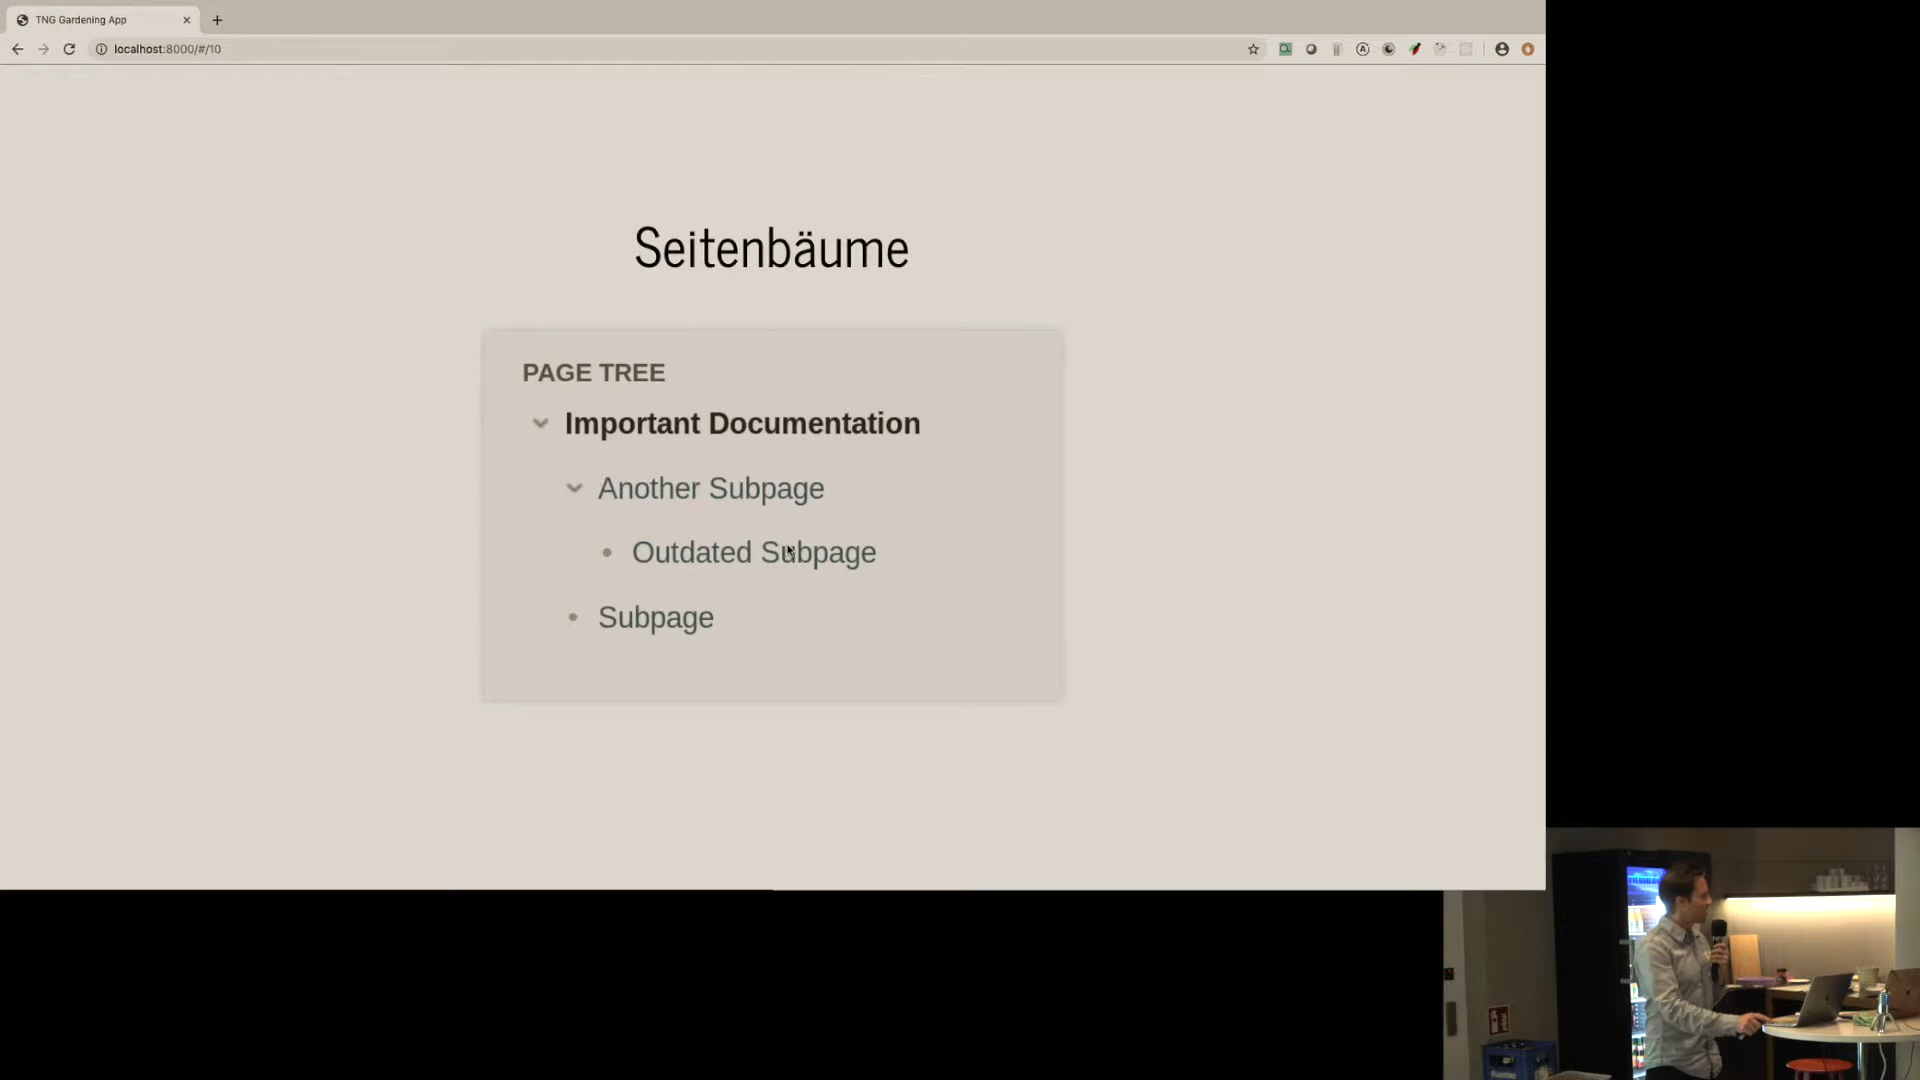 TNG Gardening App
localhost:8000/#/10
Seitenbäume
PAGE TREE
Important Documentation
Another Subpage
Outdated Subpage
Subpage